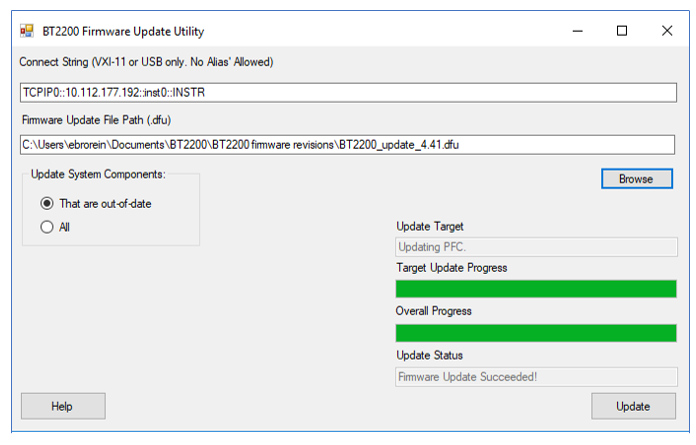 BT2200 Firmware Update Utility
Connect String (VXI-11 or USB only. No Alias' Allowed)
TCPIP0::10.112.177.192::inst0::INSTR
Firmware Update File Path (.dfu)
C:\Users\ebrorein\Documents\BT2200\BT2200 firmware revisions\BT2200_update_4.41.dfu
Update System Components:
That are out-of-date
All
Browse
Update Target
Updating PFC.
Target Update Progress
Overall Progress
Update Status
Firmware Update Succeeded!
Help
Update